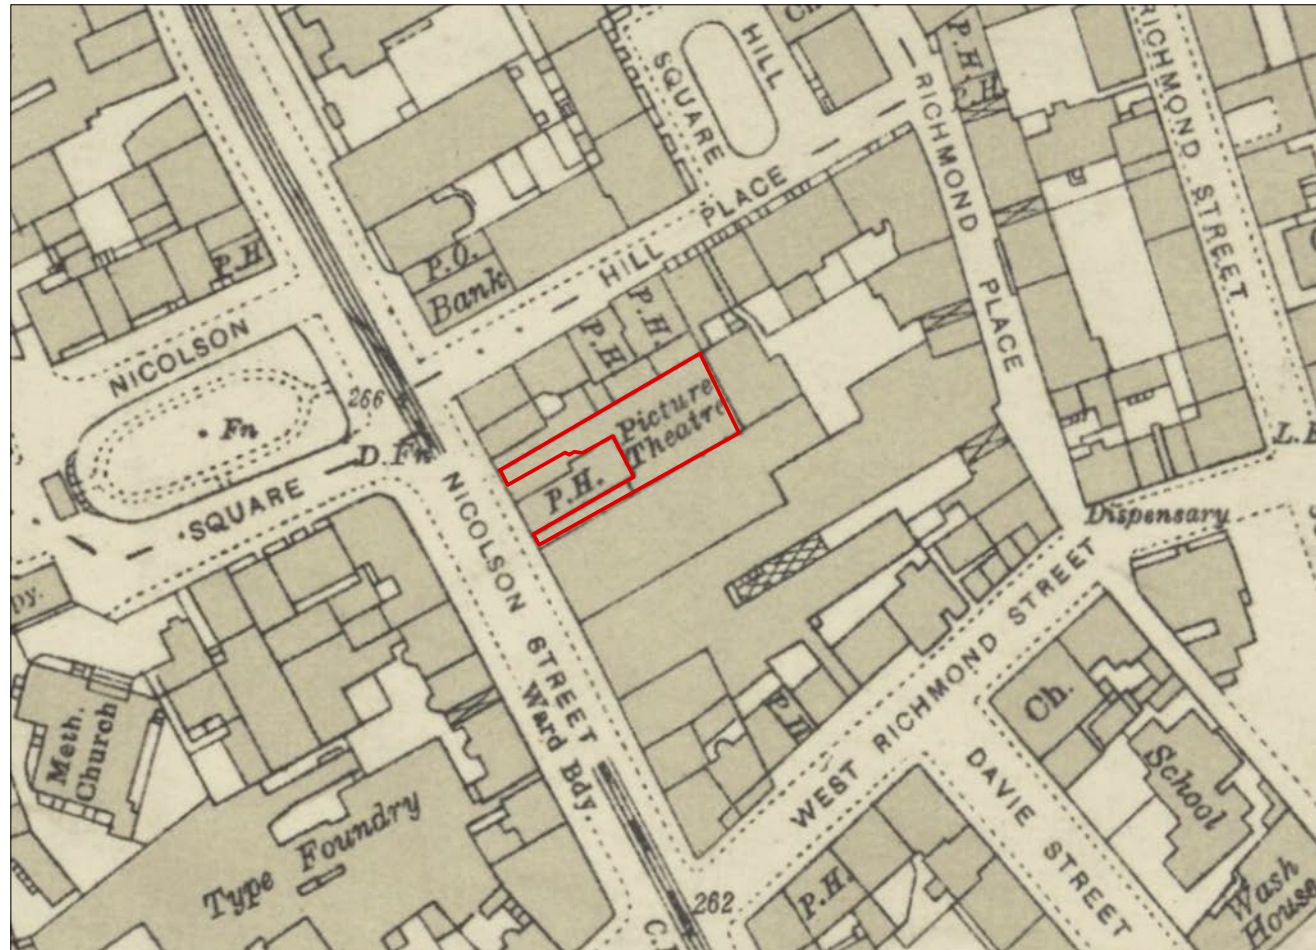 Ch.
HILL
SQUARE
P.H.
P.H.
RICHMOND
STREET
RICHMOND
PLACE
P.H
P.O.
Bank
HILL PLACE
P.H.
P.H.
NICOLSON
SQUARE
266
Fn
D. Fn
Picture
Theatre
P.H.
NICOLSON STREET
Ward Bdy.
Dispensary
WEST RICHMOND STREET
P.H.
Ch.
School
DAVIE STREET
Meth.
Church
Type Foundry
262
P.H.
Wash
House